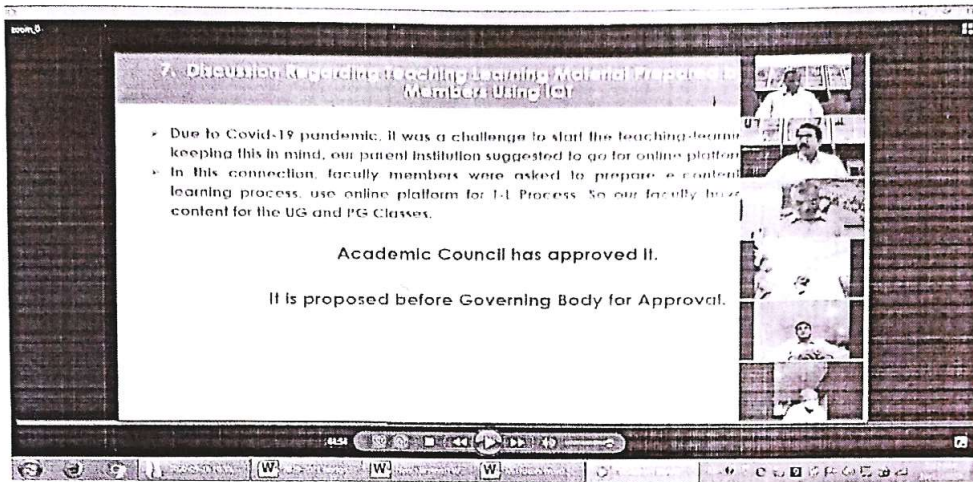 zoom_0
7. Discussion Regarding Teaching Learning Material Prepared
Members Using ICT
➤ Due to Covid-19 pandemic, it was a challenge to start the teaching-learnin
keeping this in mind, our parent Institution suggested to go for online platfor
➤ In this connection, faculty members were asked to prepare e-content
learning process, use online platform for T-L Process. So our faculty have
content for the UG and PG Classes.
Academic Council has approved it.
It is proposed before Governing Body for Approval.